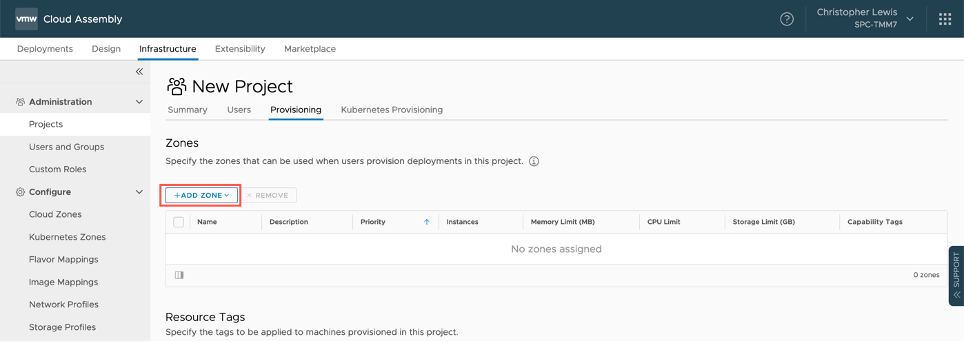 vmw Cloud Assembly
Christopher Lewis
SPC-TMM7
Deployments Design Infrastructure Extensibility Marketplace
Administration
Projects
Users and Groups
Custom Roles
Configure
Cloud Zones
Kubernetes Zones
Flavor Mappings
Image Mappings
Network Profiles
Storage Profiles
New Project
Summary Users Provisioning Kubernetes Provisioning
Zones
Specify the zones that can be used when users provision deployments in this project.
+ADD ZONE × REMOVE
Name Description Priority Instances Memory Limit (MB) CPU Limit Storage Limit (GB) Capability Tags
No zones assigned
0 zones
Resource Tags
Specify the tags to be applied to machines provisioned in this project.
SUPPORT